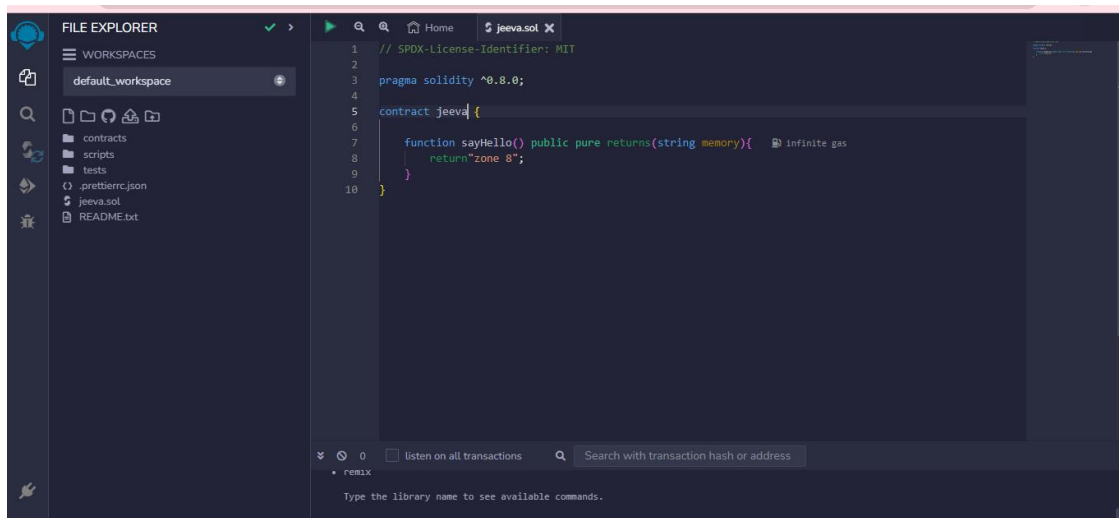 FILE EXPLORER
WORKSPACES
default_workspace
contracts
scripts
tests
.prettierrc.json
jeeva.sol
README.txt
Home
jeeva.sol
1 // SPDX-License-Identifier: MIT
2
3 pragma solidity ^0.8.0;
4
5 contract jeeva {
6
7 function sayHello() public pure returns(string memory){ infinite gas
8 return"zone 8";
9 }
10 }
0 listen on all transactions Search with transaction hash or address
remix
Type the library name to see available commands.